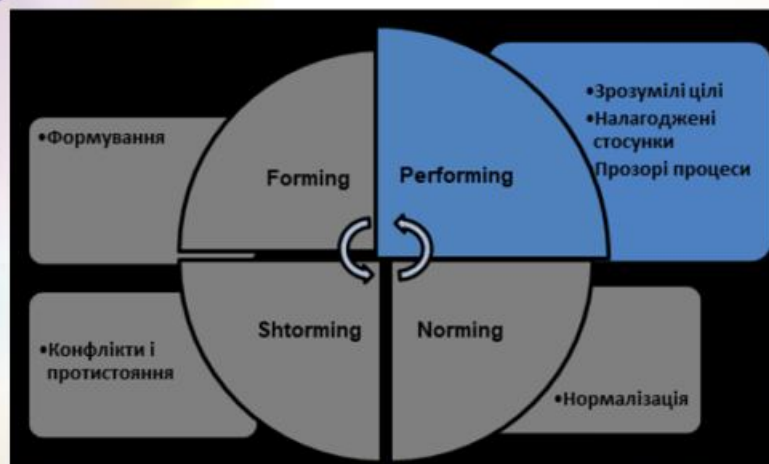 •Формування
Forming
Performing
•Зрозумілі цілі
•Налагоджені
стосунки
Прозорі процеси
Shtorming
Norming
•Конфлікти і
протистояння
•Нормалізація